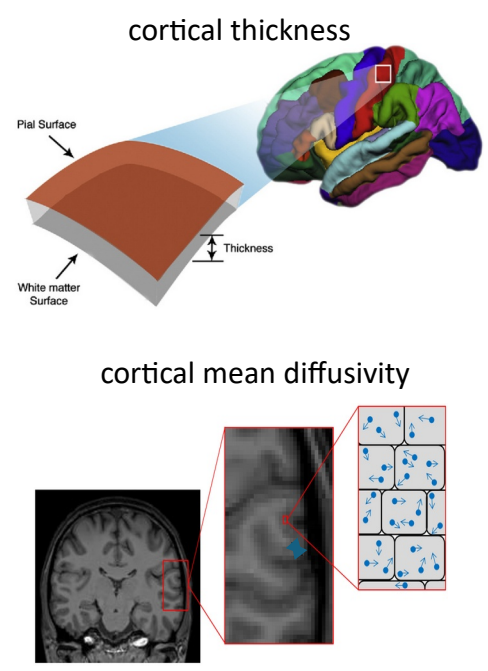 cortical thickness
Pial Surface
Thickness
White matter
Surface
cortical mean diffusivity